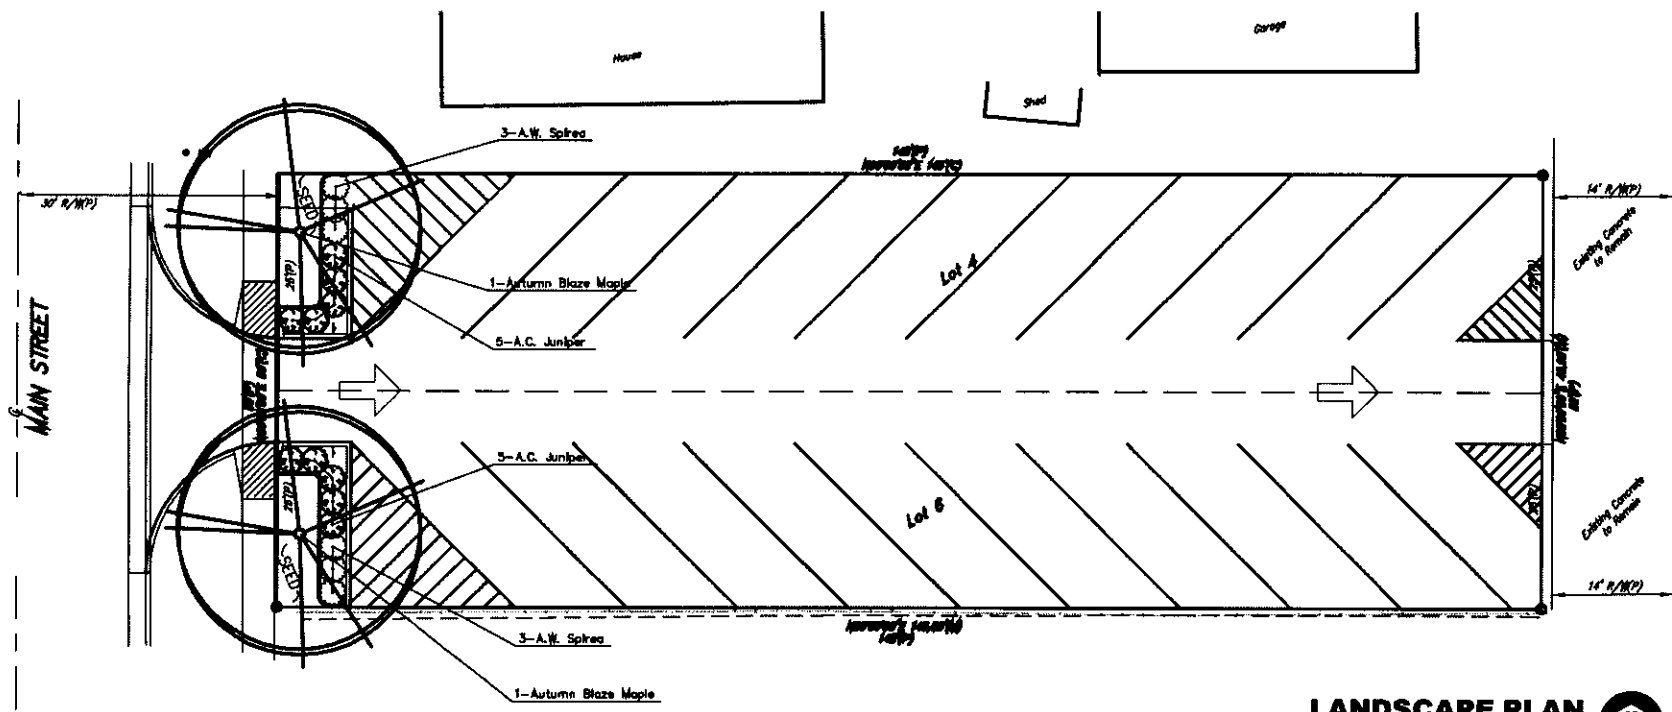 House
Garage
Shed
3-A.W. Spirea
30' R/W(P)
14' R/W(P)
SEED
Existing Concrete
to Remain
Lot 4
28'(P)
1-Autumn Blaze Maple
5-A.C. Juniper
MAIN STREET
5-A.C. Juniper
28'(P)
Lot 6
Existing Concrete
to Remain
SEED
14' R/W(P)
3-A.W. Spirea
1-Autumn Blaze Maple
LANDSCAPE PLAN